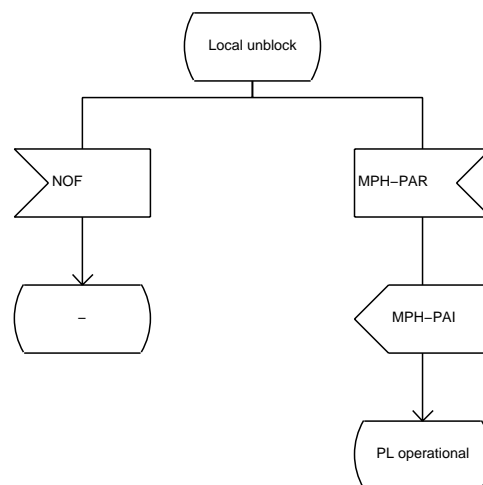 Local unblock
NOF
MPH−PAR
−
MPH−PAI
PL operational